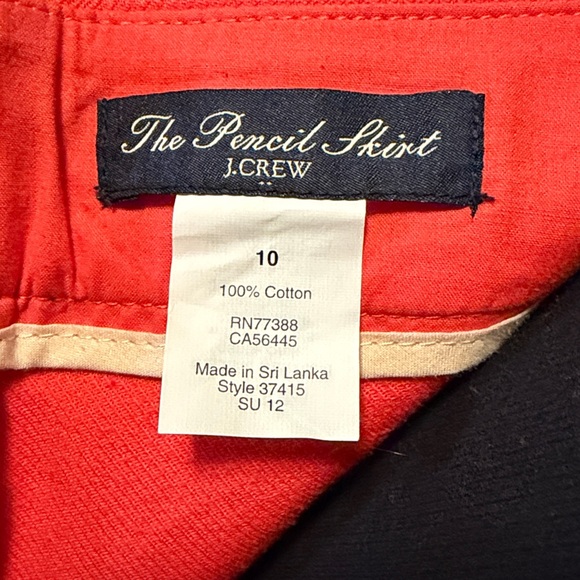 The Pencil Skirt
J.CREW
10
100% Cotton
RN77388
CA56445
Made in Sri Lanka
Style 37415
SU 12